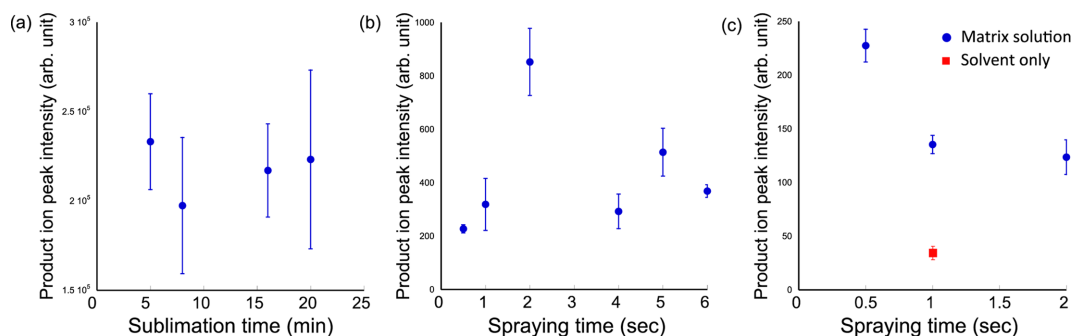 (a)
Product ion peak intensity (arb. unit)
3 10⁵
2.5 10⁵
2 10⁵
1.5 10⁵
0 5 10 15 20 25
Sublimation time (min)
(b)
Product ion peak intensity (arb. unit)
1000
800
600
400
200
0
0 1 2 3 4 5 6
Spraying time (sec)
(c)
Product ion peak intensity (arb. unit)
250
200
150
100
50
0
0 0.5 1 1.5 2
Spraying time (sec)
Matrix solution
Solvent only